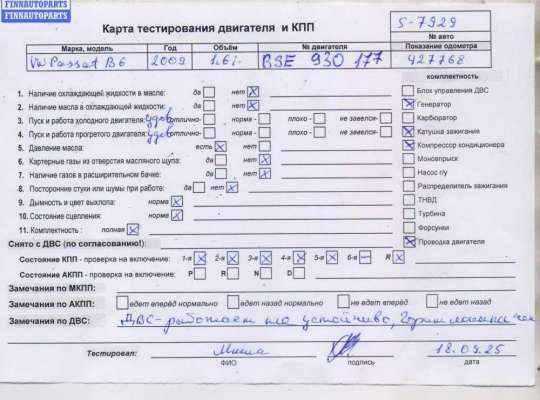 FINNAUTOPARTS
FINNAUTOPARTS
FINNAUTOPARTS
Карта тестирования двигателя и КПП
S-7929
№ авто
Марка, модель Год Объём № двигателя Показание одометра
VW Passat B6 2009 1.6i BSE 930 177 427768
комплектность
1. Наличие охлаждающей жидкости в масле: да нет X
2. Наличие масла в охлаждающей жидкости: да нет X
3. Пуск и работа холодного двигателя: удов отлично- норма - плохо - не завелся-
4. Пуск и работа прогретого двигателя: удов отлично- норма - плохо - не завелся-
5. Давление масла: есть X нет
6. Картерные газы из отверстия масляного щупа: да нет X
7. Наличие газов в расширительном бачке: да нет X
8. Посторонние стуки или шумы при работе: да нет X
9. Дымность и цвет выхлопа: норма X
10. Состояние сцепления: норма X
11. Комплектность : полная X
Блок управления ДВС
X Генератор
Карбюратор
X Катушка зажигания
X Компрессор кондиционера
Моновпрыск
Насос г/у
Распределитель зажигания
ТНВД
Турбина
Форсунки
X Проводка двигателя
Снято с ДВС (по согласованию!):
Состояние КПП - проверка на включение: 1-я X 2-я X 3-я X 4-я X 5-я X 6-я — R X
Состояние АКПП - проверка на включение: P R N D
Замечания по МКПП:
Замечания по АКПП: едет вперед нормально едет назад нормально не едет вперёд не едет назад
Замечания по ДВС: ДВС - работает не устойчиво,
Тестировал: Миша 18.09.25
ФИО подпись дата